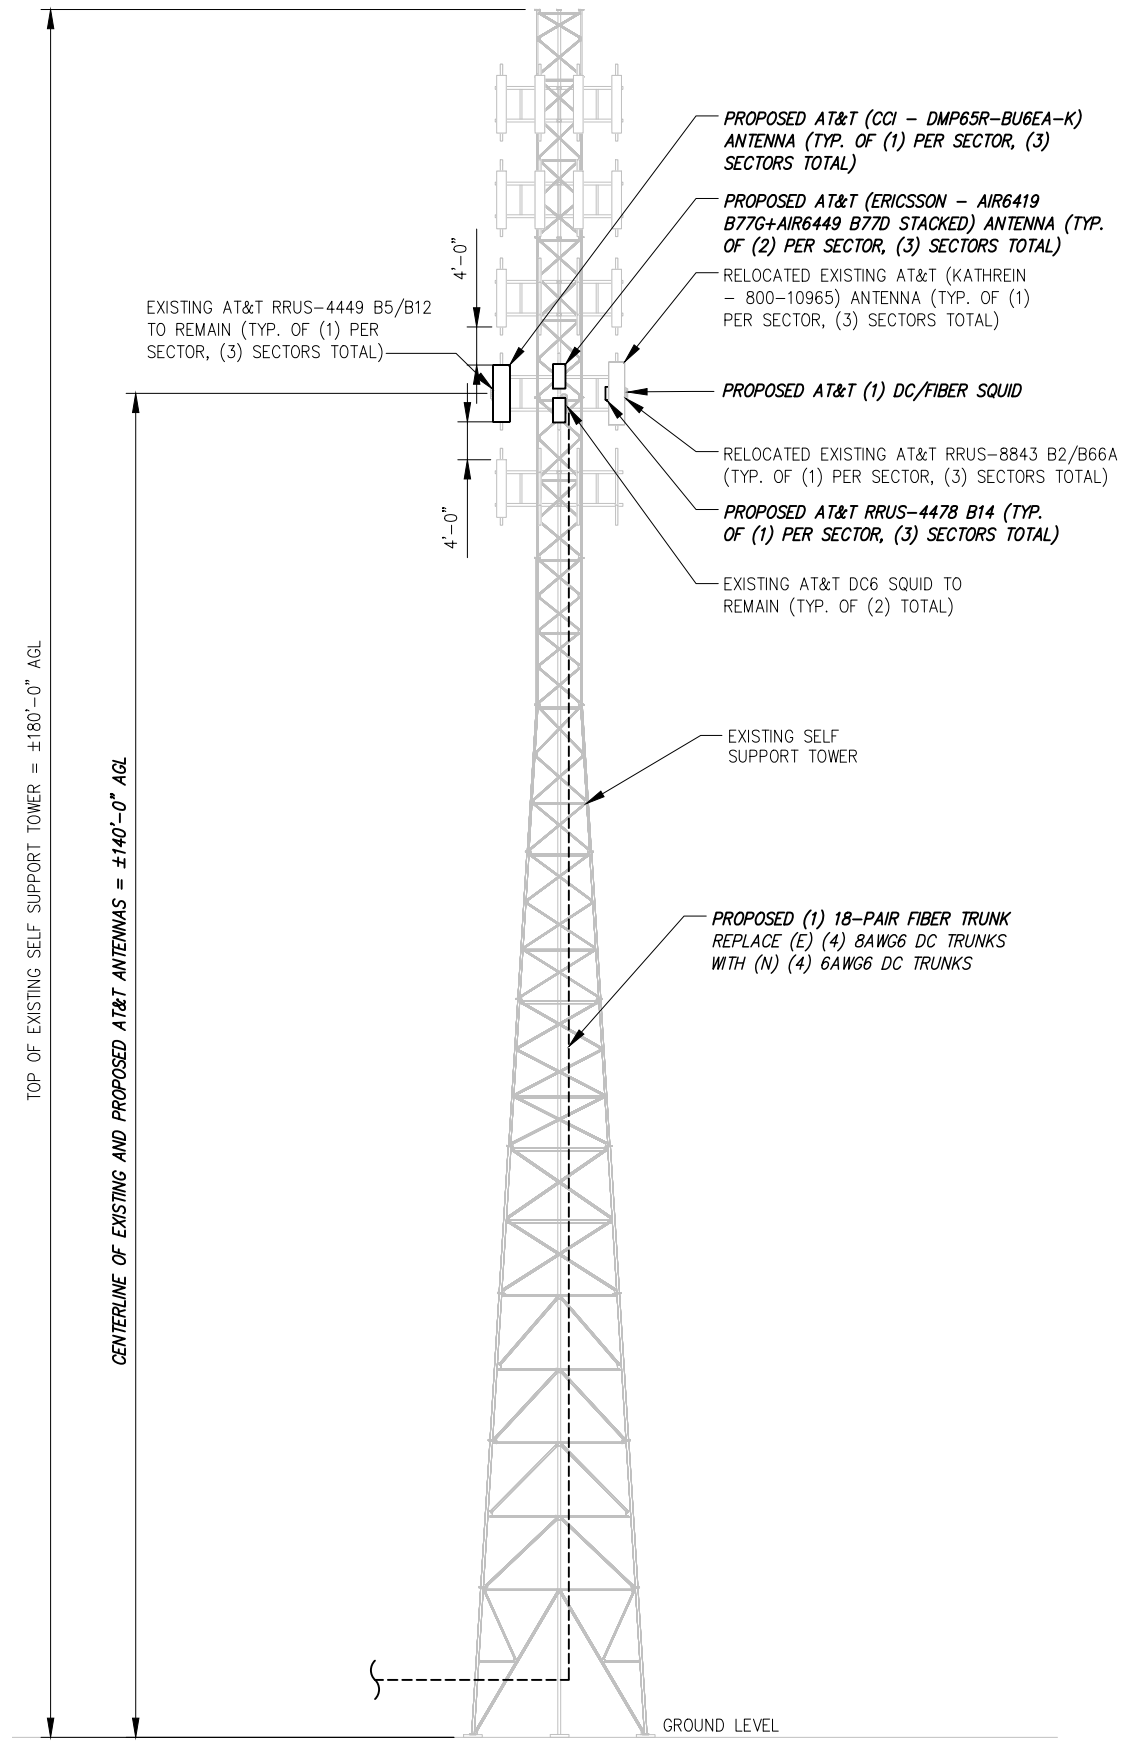 PROPOSED AT&T (CCI - DMP65R-BU6EA-K)
ANTENNA (TYP. OF (1) PER SECTOR, (3)
SECTORS TOTAL)
PROPOSED AT&T (ERICSSON - AIR6419
B77G+AIR6449 B77D STACKED) ANTENNA (TYP.
OF (2) PER SECTOR, (3) SECTORS TOTAL)
RELOCATED EXISTING AT&T (KATHREIN
- 800-10965) ANTENNA (TYP. OF (1)
PER SECTOR, (3) SECTORS TOTAL)
4'-0"
EXISTING AT&T RRUS-4449 B5/B12
TO REMAIN (TYP. OF (1) PER
SECTOR, (3) SECTORS TOTAL)
PROPOSED AT&T (1) DC/FIBER SQUID
RELOCATED EXISTING AT&T RRUS-8843 B2/B66A
(TYP. OF (1) PER SECTOR, (3) SECTORS TOTAL)
PROPOSED AT&T RRUS-4478 B14 (TYP.
OF (1) PER SECTOR, (3) SECTORS TOTAL)
4'-0"
EXISTING AT&T DC6 SQUID TO
REMAIN (TYP. OF (2) TOTAL)
TOP OF EXISTING SELF SUPPORT TOWER = ±180'-0" AGL
CENTERLINE OF EXISTING AND PROPOSED AT&T ANTENNAS = ±140'-0" AGL
EXISTING SELF
SUPPORT TOWER
PROPOSED (1) 18-PAIR FIBER TRUNK
REPLACE (E) (4) 8AWG6 DC TRUNKS
WITH (N) (4) 6AWG6 DC TRUNKS
GROUND LEVEL